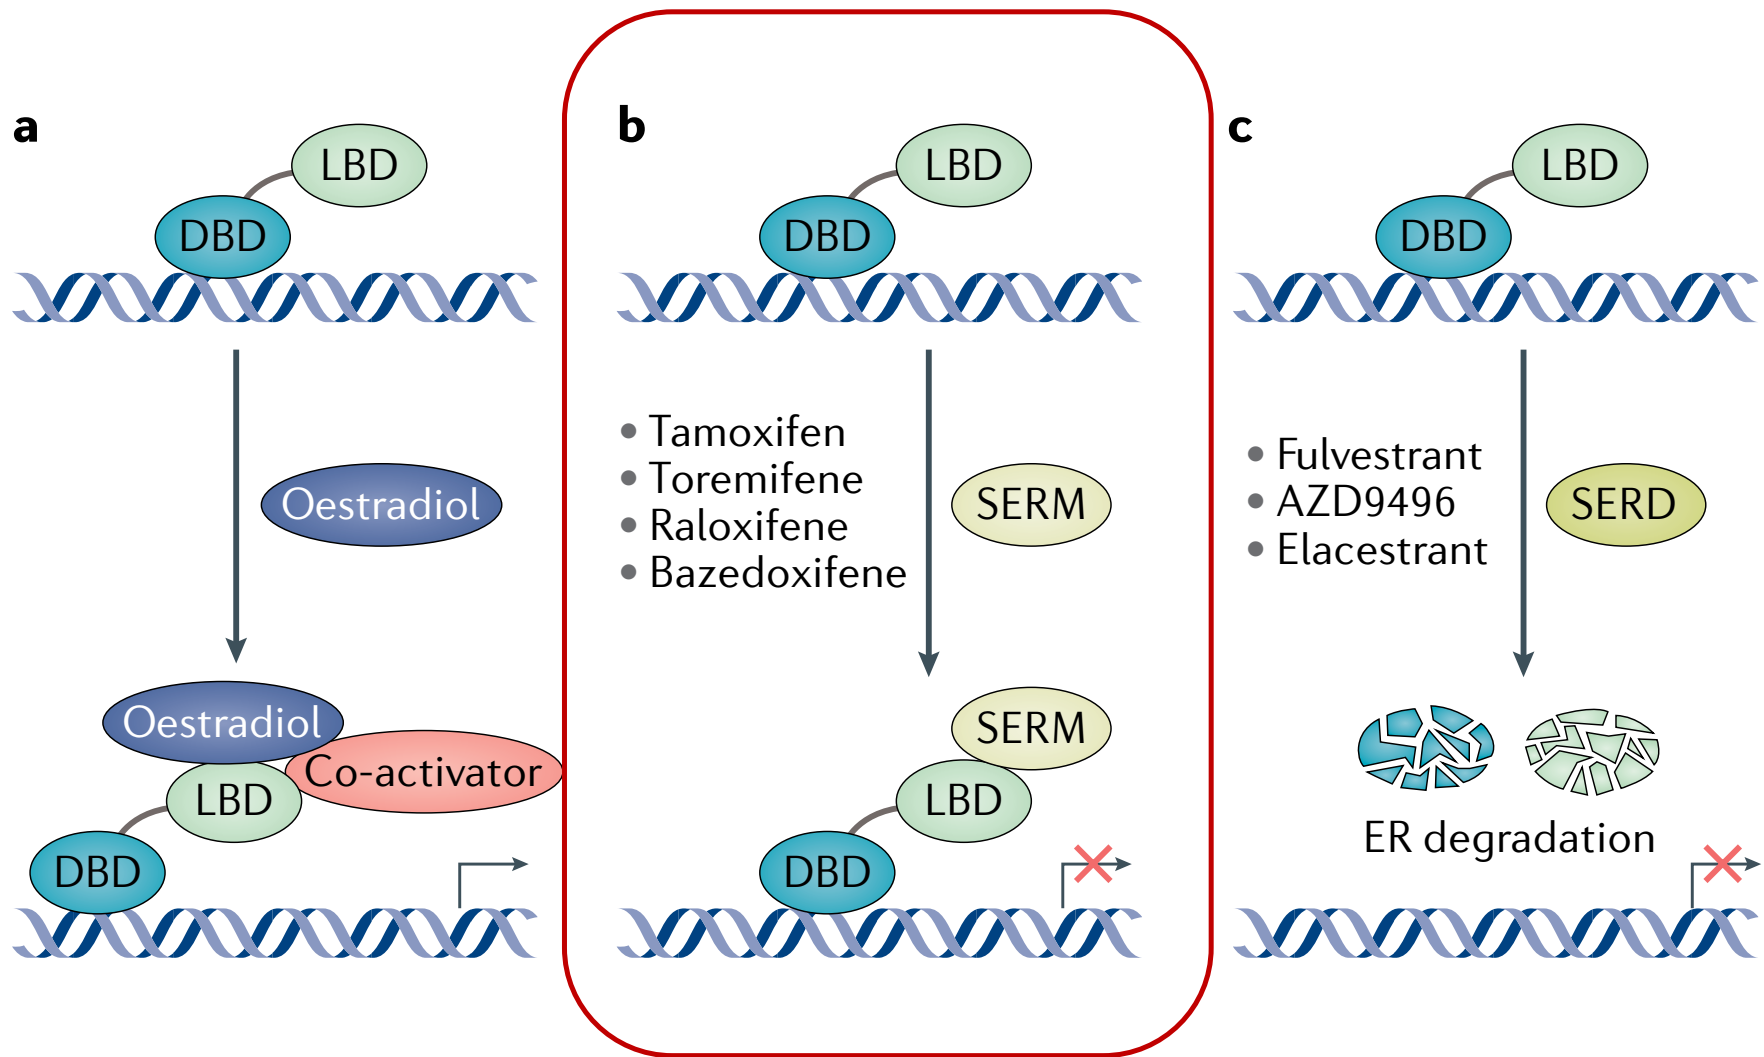 a
LBD
DBD
Oestradiol
Oestradiol
Co-activator
LBD
DBD
b
LBD
DBD
Tamoxifen
Toremifene
Raloxifene
Bazedoxifene
SERM
SERM
LBD
DBD
c
LBD
DBD
Fulvestrant
AZD9496
Elacestrant
SERD
ER degradation